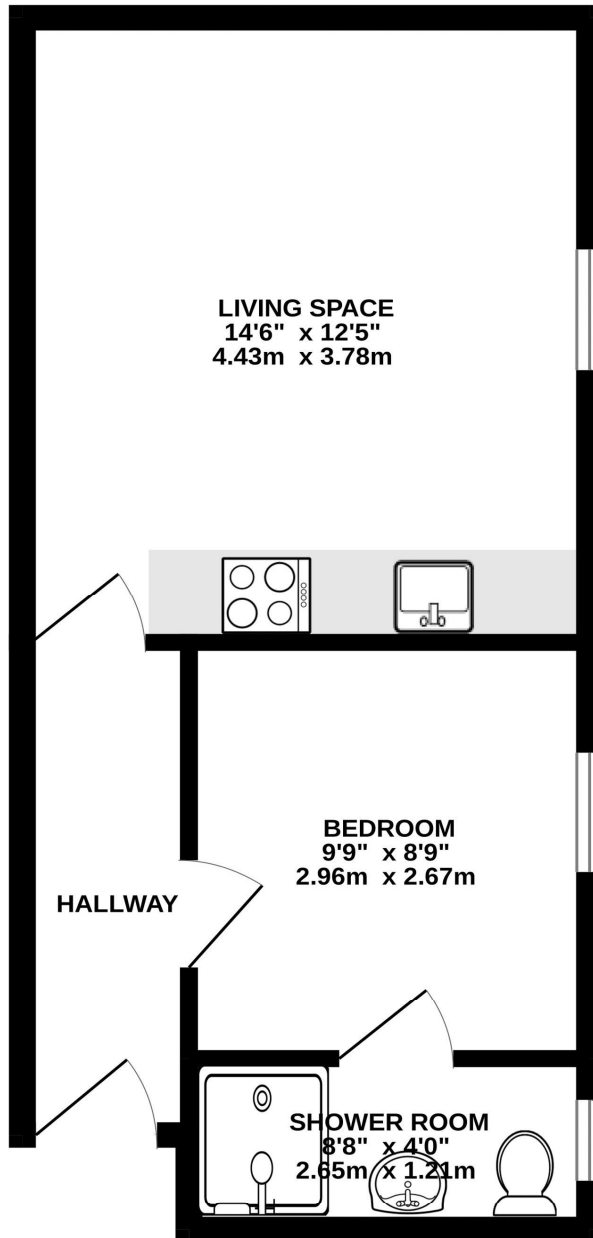 LIVING SPACE
14'6" x 12'5"
4.43m x 3.78m
BEDROOM
9'9" x 8'9"
2.96m x 2.67m
HALLWAY
SHOWER ROOM
8'8" x 4'0"
2.65m x 1.21m